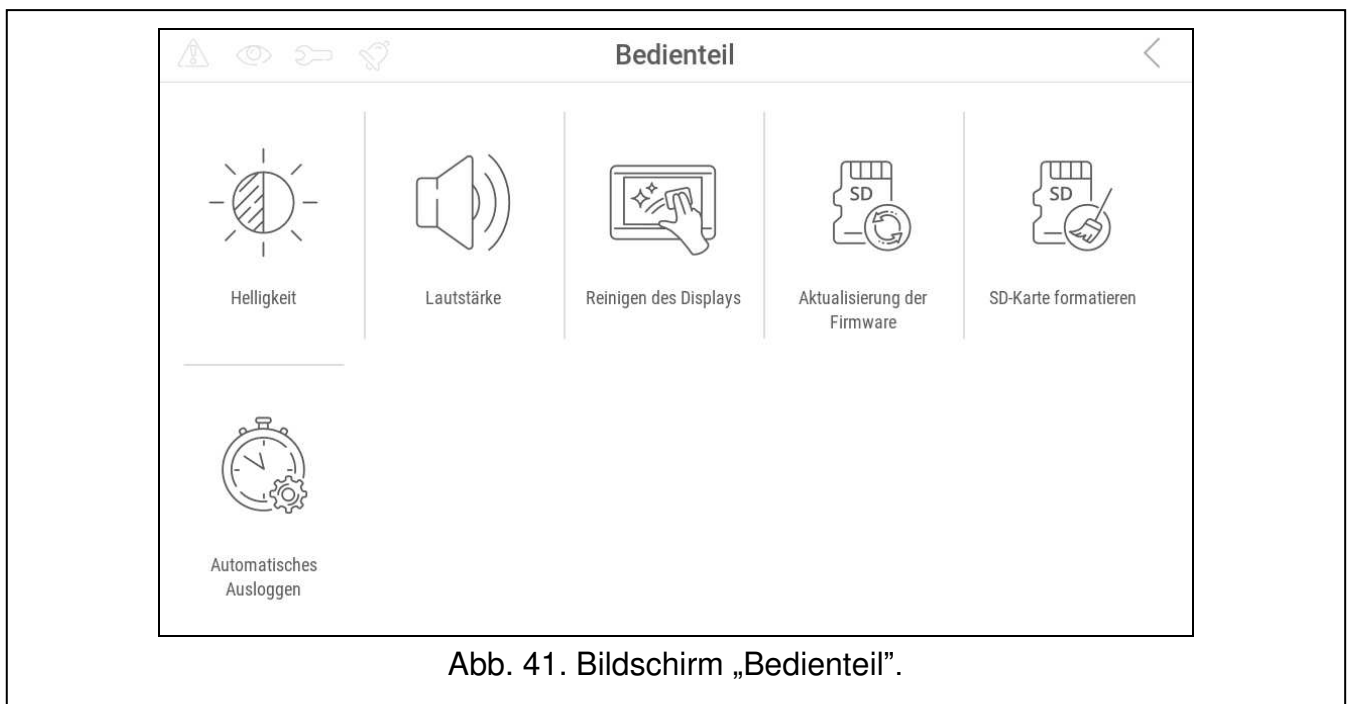 Bedienteil
SD
SD
Helligkeit
Lautstärke
Reinigen des Displays
Aktualisierung der
Firmware
SD-Karte formatieren
Automatisches
Ausloggen
Abb. 41. Bildschirm „Bedienteil”.